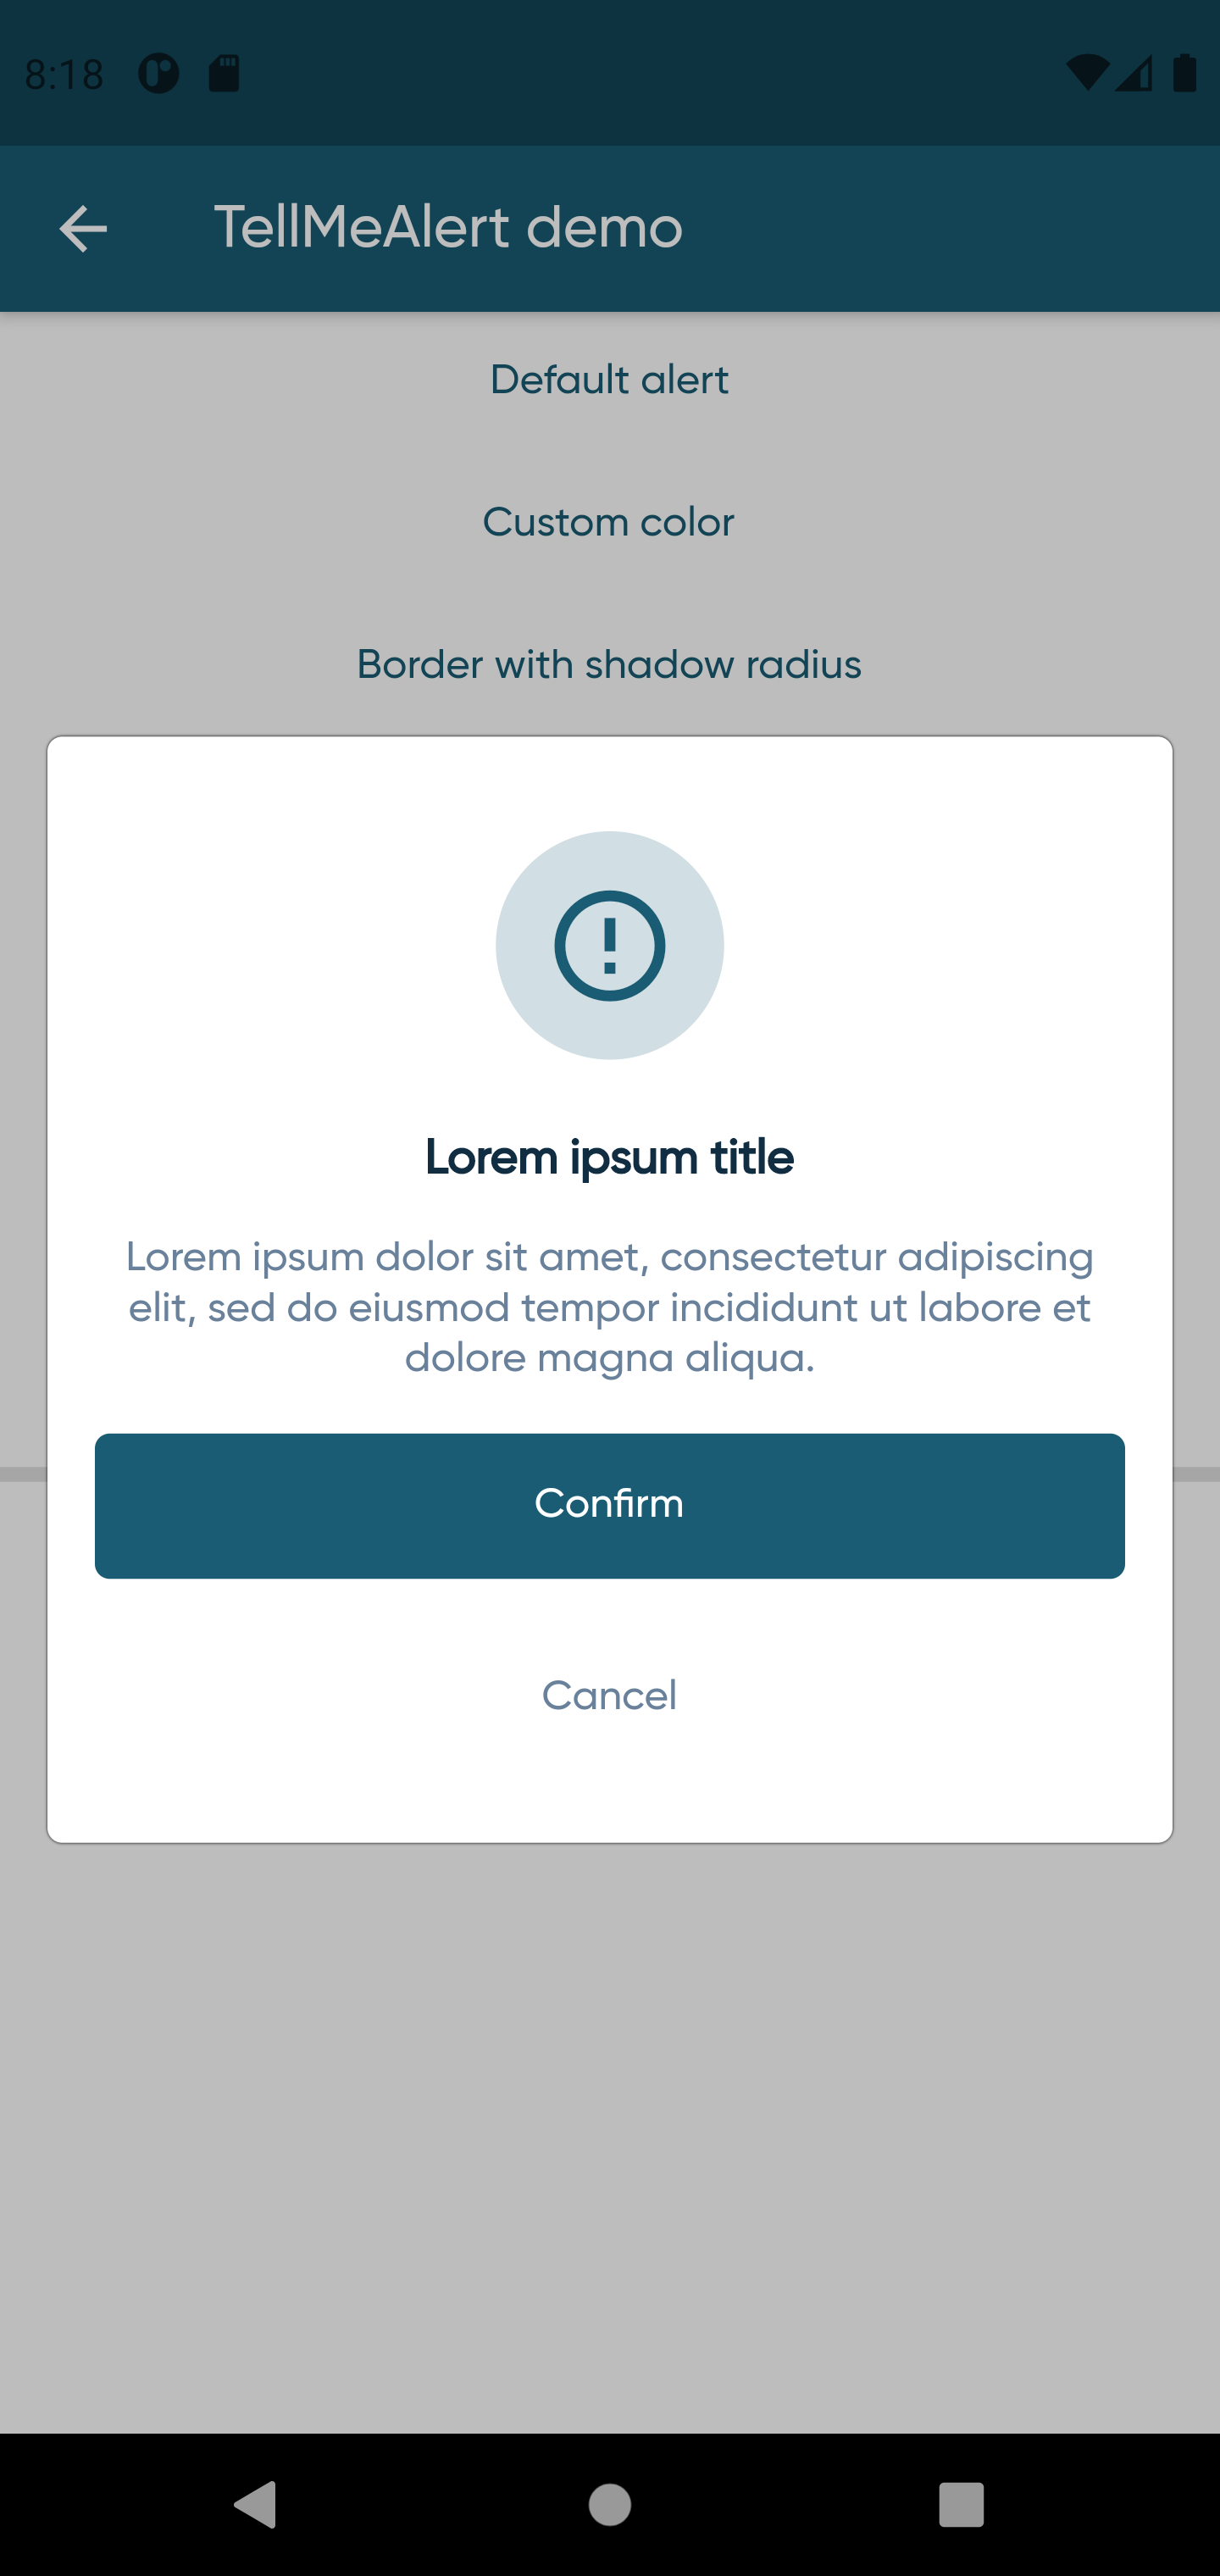 8:18
TellMeAlert demo
Default alert
Custom color
Border with shadow radius
Lorem ipsum title
Lorem ipsum dolor sit amet, consectetur adipiscing
elit, sed do eiusmod tempor incididunt ut labore et
dolore magna aliqua.
Confirm
Cancel